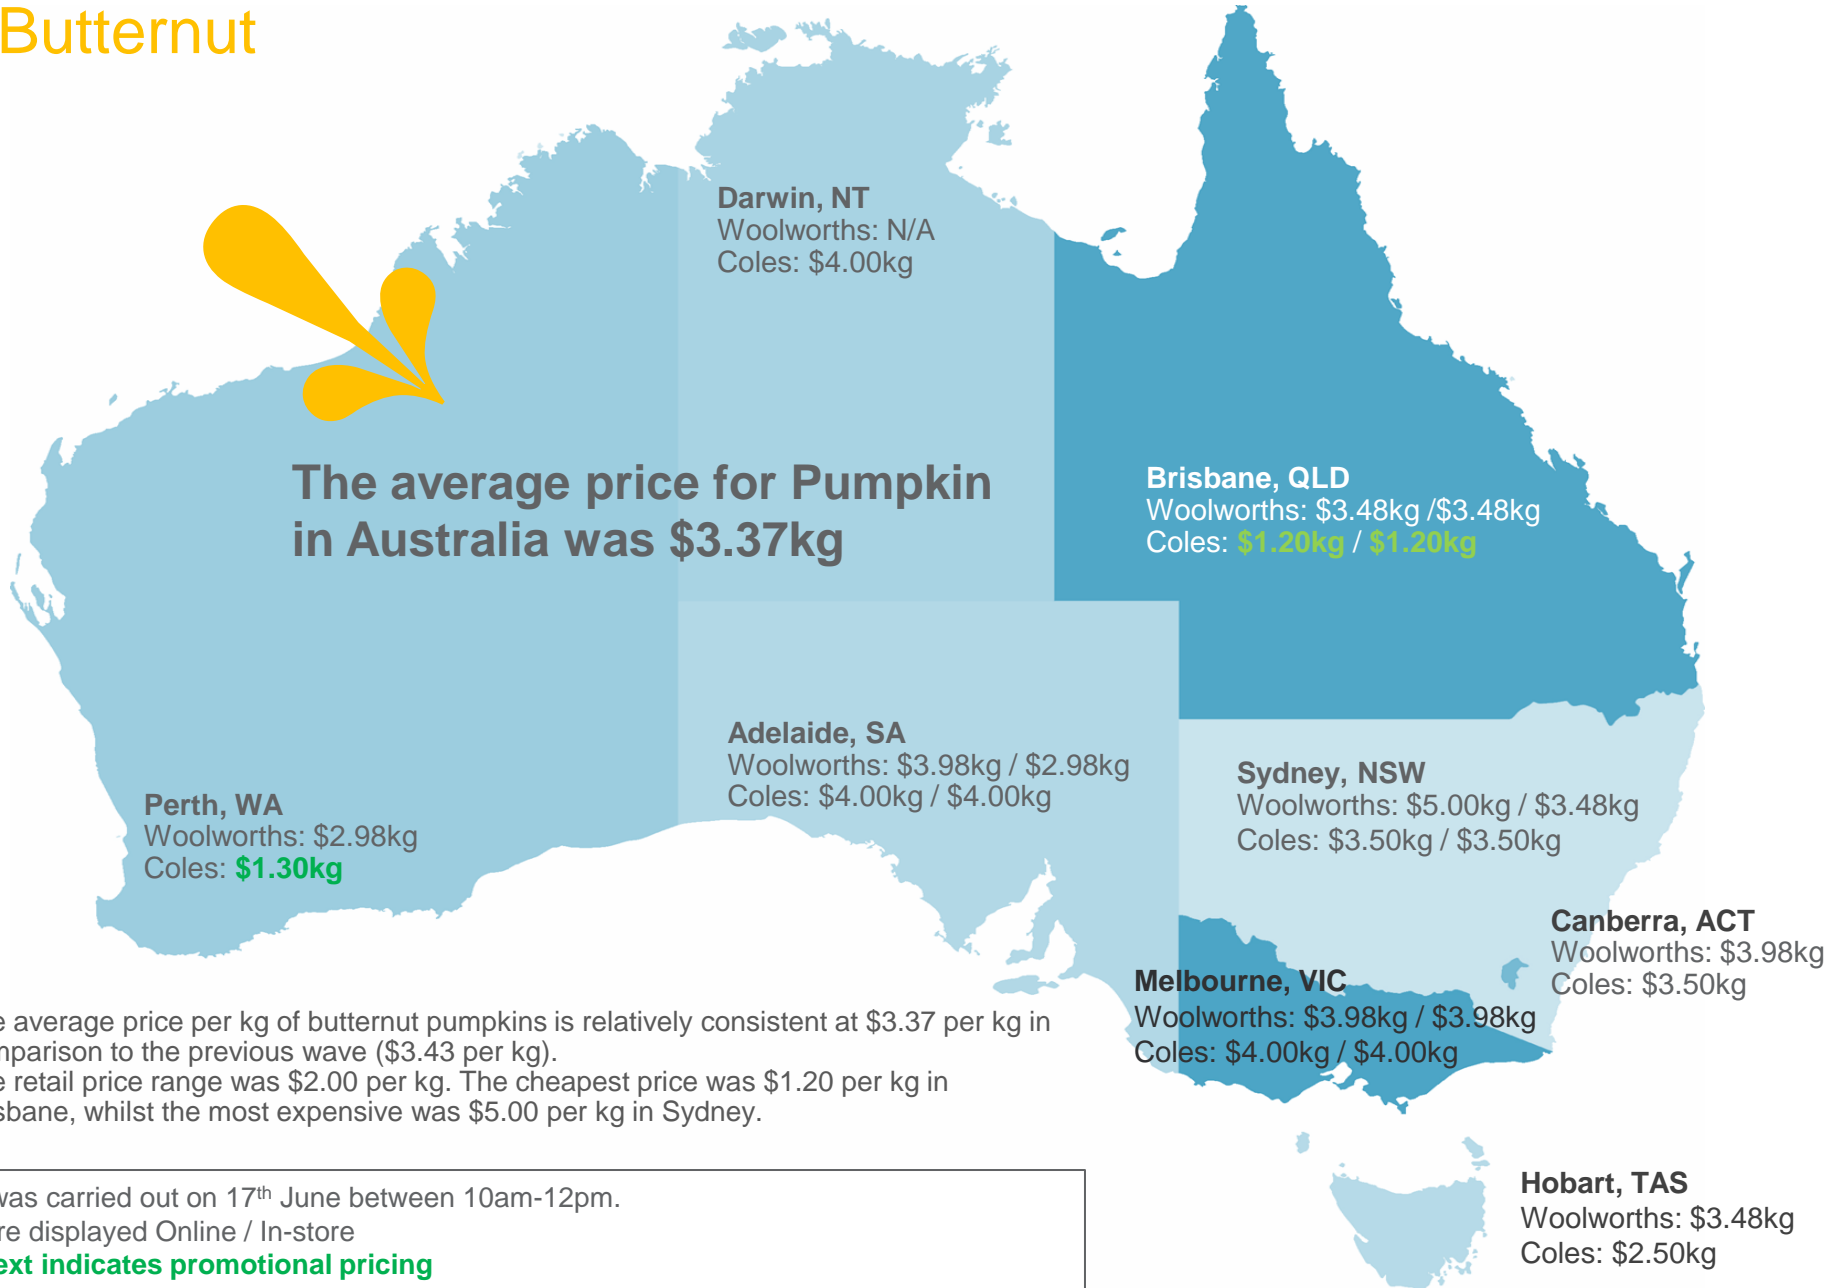 Butternut
Darwin, NT
Woolworths: N/A
Coles: $4.00kg
The average price for Pumpkin
in Australia was $3.37kg
Brisbane, QLD
Woolworths: $3.48kg /$3.48kg
Coles: $1.20kg / $1.20kg
Adelaide, SA
Woolworths: $3.98kg / $2.98kg
Coles: $4.00kg / $4.00kg
Sydney, NSW
Woolworths: $5.00kg / $3.48kg
Coles: $3.50kg / $3.50kg
Perth, WA
Woolworths: $2.98kg
Coles: $1.30kg
Canberra, ACT
Woolworths: $3.98kg
Coles: $3.50kg
Melbourne, VIC
Woolworths: $3.98kg / $3.98kg
Coles: $4.00kg / $4.00kg
e average price per kg of butternut pumpkins is relatively consistent at $3.37 per kg in
mparison to the previous wave ($3.43 per kg).
e retail price range was $2.00 per kg. The cheapest price was $1.20 per kg in
sbane, whilst the most expensive was $5.00 per kg in Sydney.
was carried out on 17th June between 10am-12pm.
re displayed Online / In-store
ext indicates promotional pricing
Hobart, TAS
Woolworths: $3.48kg
Coles: $2.50kg